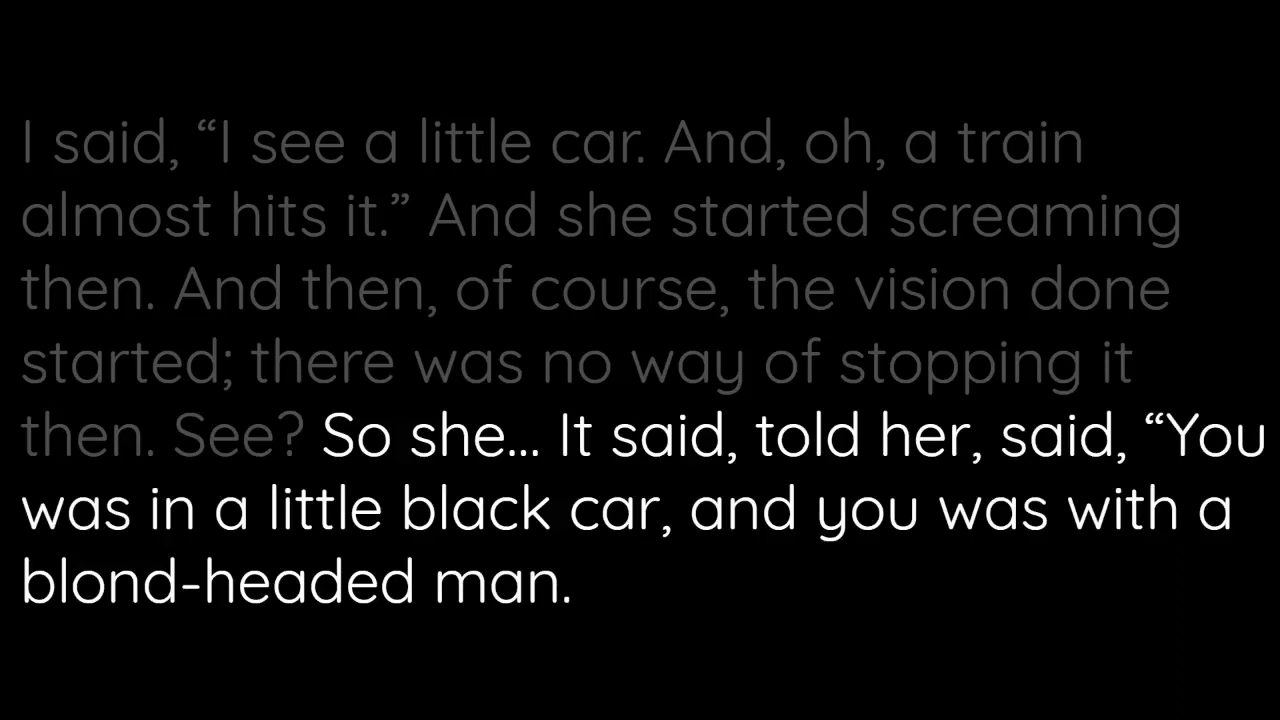 I said, “I see a little car. And, oh, a train
almost hits it.” And she started screaming
then. And then, of course, the vision done
started; there was no way of stopping it
then. See? So she... It said, told her, said, “You
was in a little black car, and you was with a
blond-headed man.